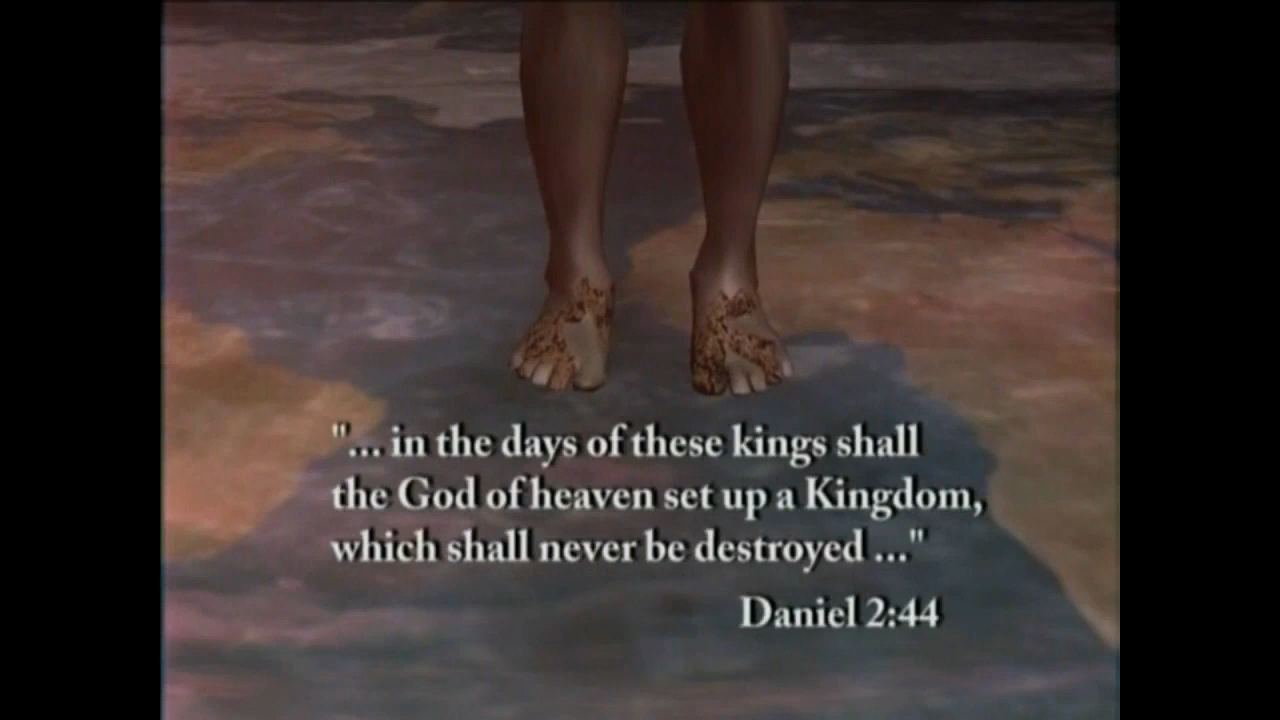 "... in the days of these kings shall
the God of heaven set up a Kingdom,
which shall never be destroyed ..."
Daniel 2:44